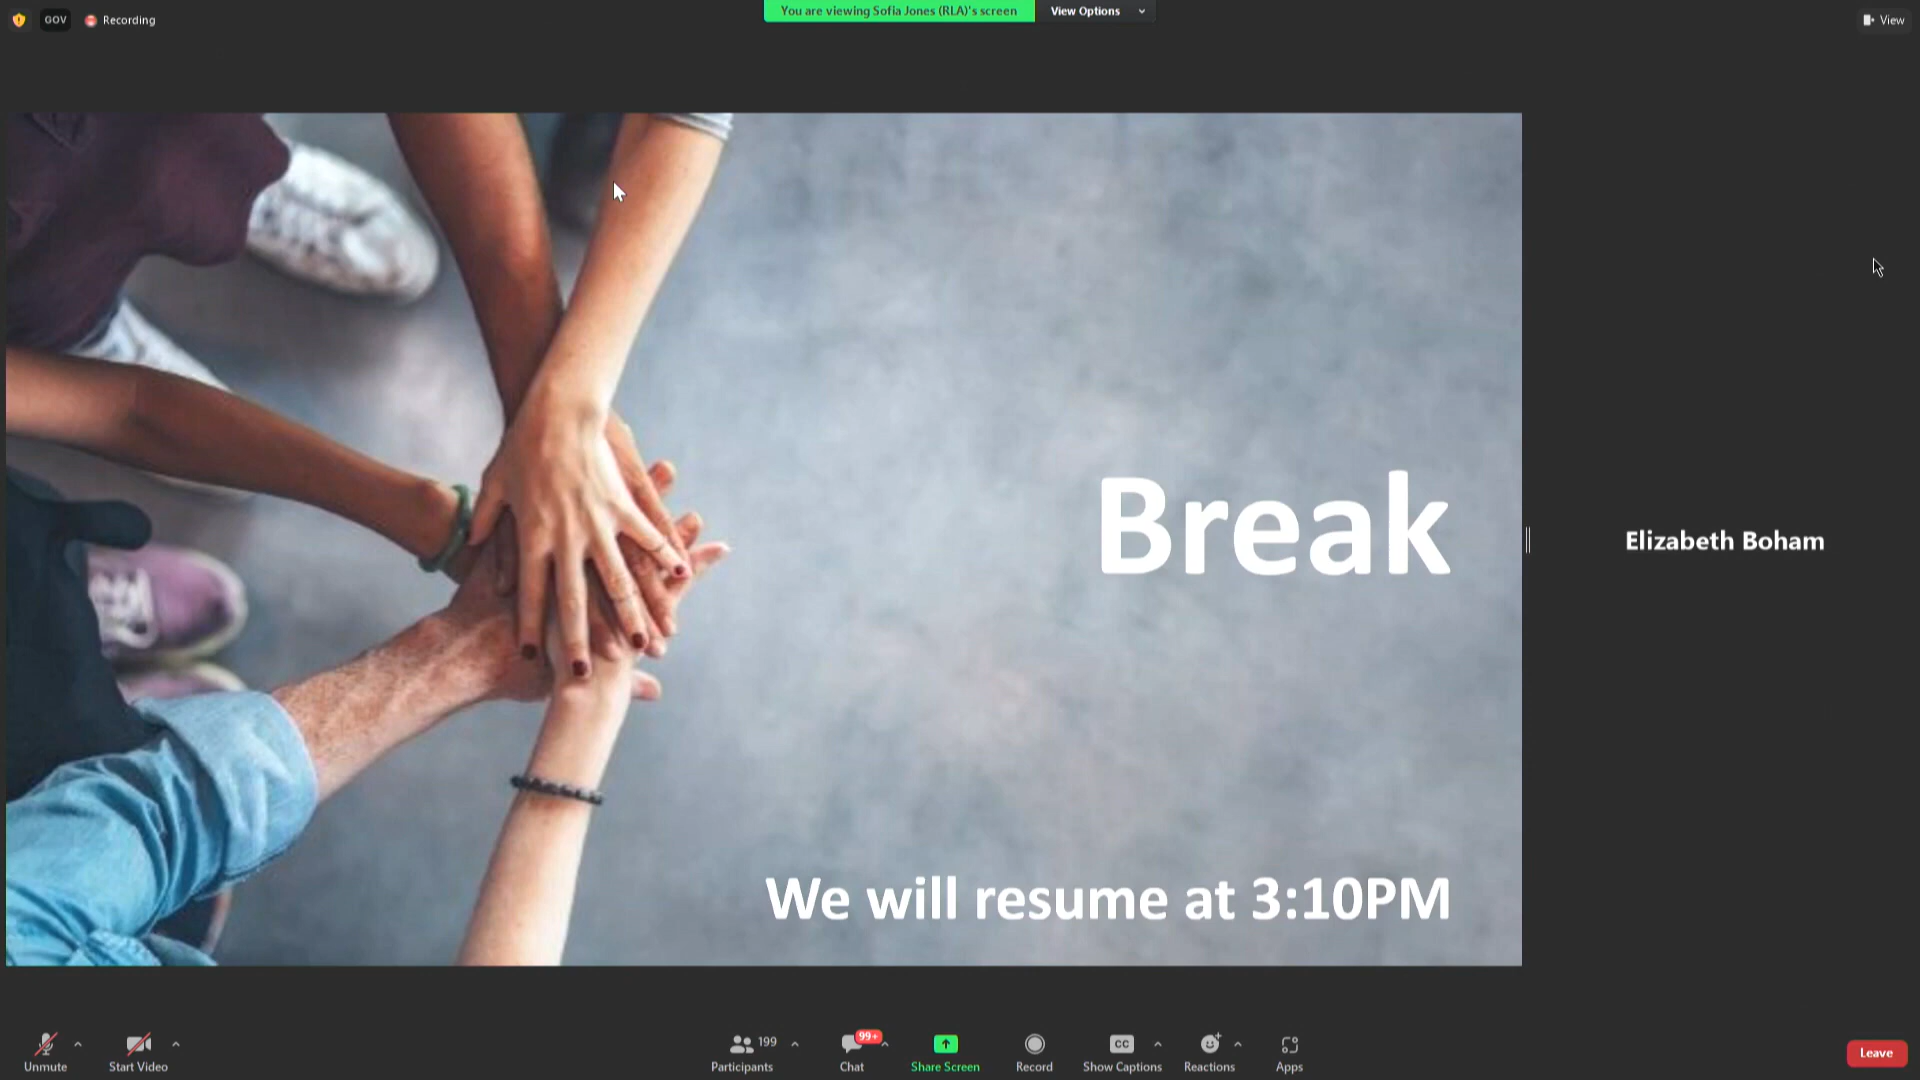 GOV
Recording
You are viewing Sofia Jones (RLA)'s screen
View Options
View
Break
Elizabeth Boham
We will resume at 3:10PM
Unmute
Start Video
199
Participants
99+
Chat
Share Screen
Record
CC
Show Captions
Reactions
Apps
Leave